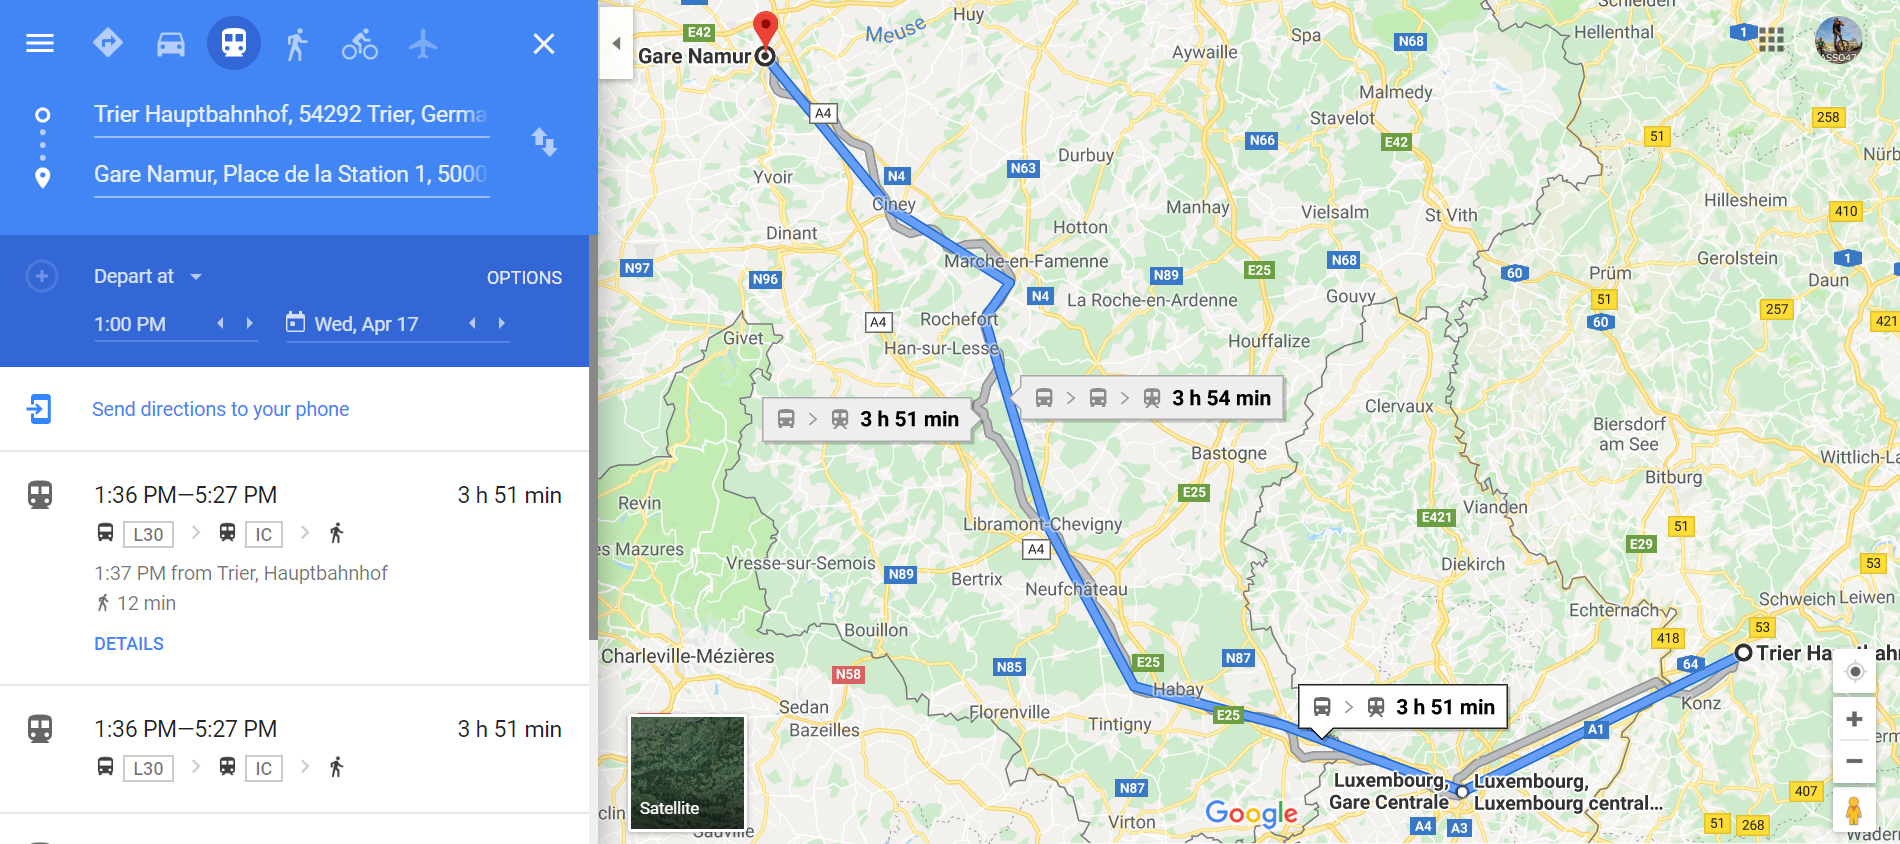 Trier Hauptbahnhof, 54292 Trier, Germa
Gare Namur, Place de la Station 1, 5000
Depart at
OPTIONS
1:00 PM
Wed, Apr 17
Send directions to your phone
1:36 PM—5:27 PM
3 h 51 min
L30
IC
1:37 PM from Trier, Hauptbahnhof
12 min
DETAILS
1:36 PM—5:27 PM
3 h 51 min
L30
IC
E42
Meuse
Huy
Gare Namur
Aywaille
Spa
N68
Hellenthal
1
A4
Malmedy
Stavelot
258
N66
E42
51
Durbuy
Yvoir
N4
N63
Ciney
Manhay
Vielsalm
St Vith
Hillesheim
410
Dinant
Hotton
Marche-en-Famenne
N97
N96
N89
E25
N68
60
Prüm
Gerolstein
1
Daun
N4
La Roche-en-Ardenne
Gouvy
51
257
A4
Rochefort
60
421
Givet
Han-sur-Lesse
Houffalize
3 h 54 min
3 h 51 min
Clervaux
Biersdorf
am See
Bastogne
Wittlich-La
Bitburg
Revin
E25
Vianden
E421
51
Libramont-Chevigny
es Mazures
A4
E29
Vresse-sur-Semois
N89
Bertrix
Neufchâteau
Diekirch
53
Echternach
Schweich
Leiwen
Bouillon
418
53
Charleville-Mézières
N58
N85
E25
N87
64
Trier Ha
Habay
Konz
Sedan
Florenville
Tintigny
E25
3 h 51 min
Bazeilles
A1
Luxembourg,
Gare Centrale
Luxembourg,
Luxembourg central...
N87
407
Satellite
Google
Virton
A4
A3
51
268